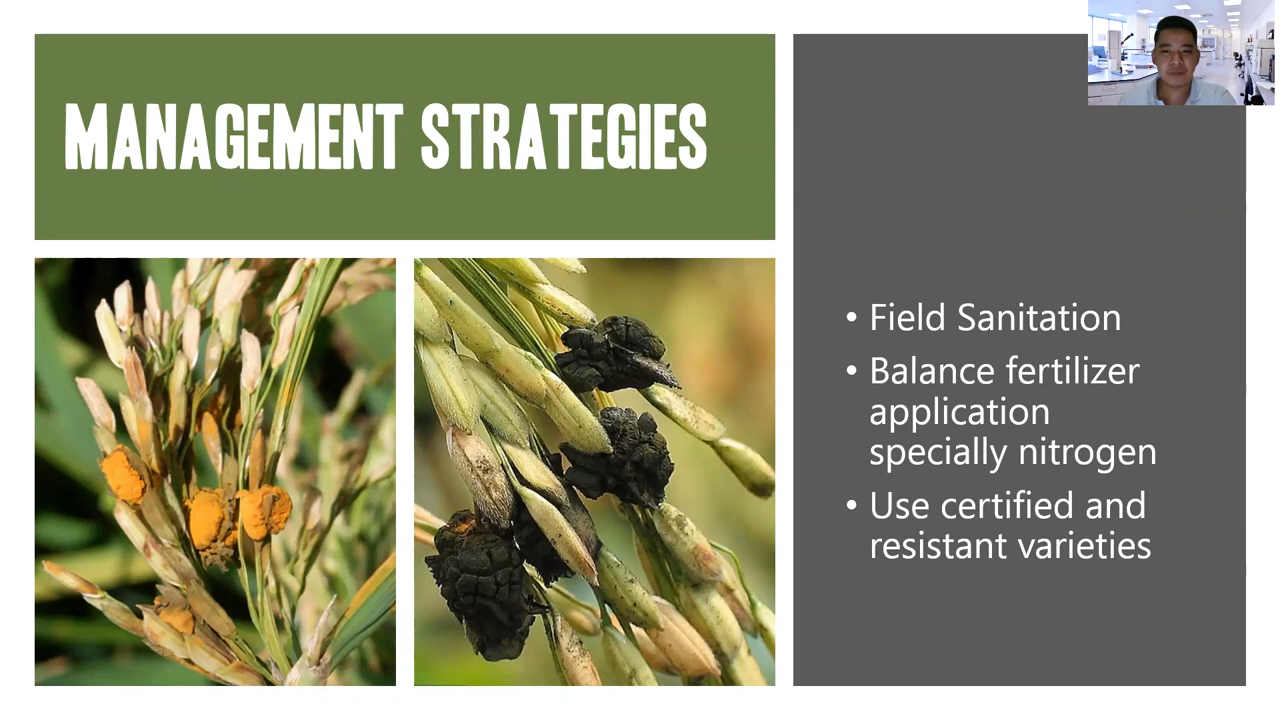 MANAGEMENT STRATEGIES
• Field Sanitation
• Balance fertilizer
application
specially nitrogen
• Use certified and
resistant varieties